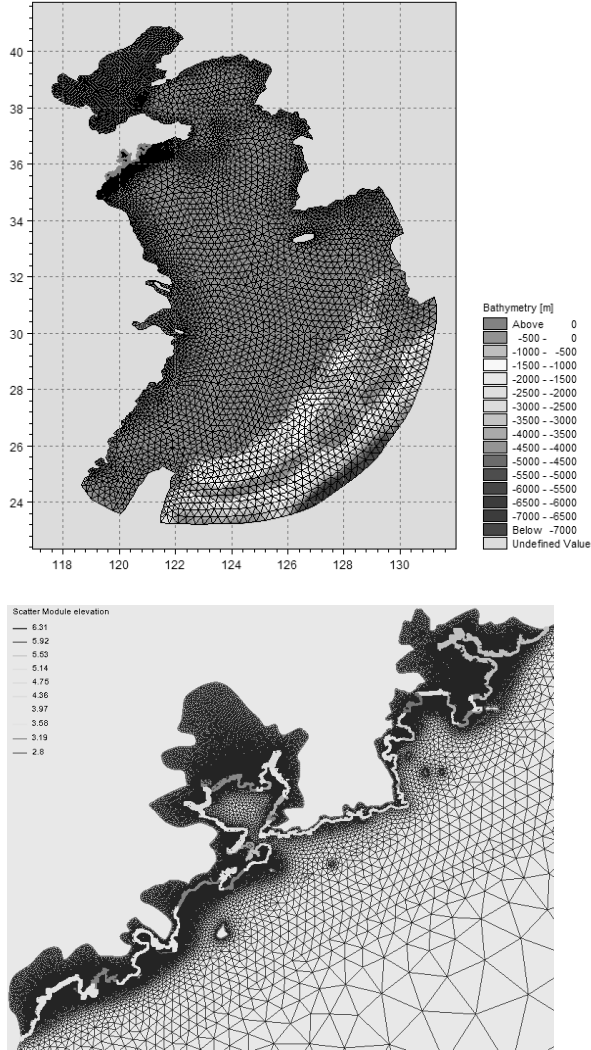 40
38
36
34
32
30
28
26
24
118 120 122 124 126 128 130
Bathymetry [m]
Above 0
-500 - 0
-1000 - -500
-1500 - -1000
-2000 - -1500
-2500 - -2000
-3000 - -2500
-3500 - -3000
-4000 - -3500
-4500 - -4000
-5000 - -4500
-5500 - -5000
-6000 - -5500
-6500 - -6000
-7000 - -6500
Below -7000
Undefined Value
Scatter Module elevation
6.31
5.92
5.53
5.14
4.75
4.36
3.97
3.58
3.19
2.8